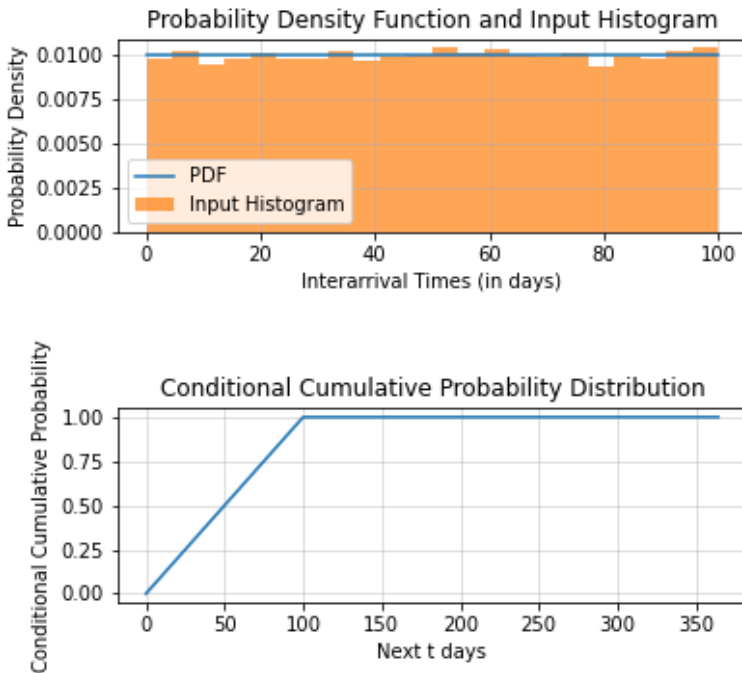 Probability Density Function and Input Histogram
Probability Density
0.0100
0.0075
0.0050
0.0025
0.0000
PDF
Input Histogram
0 20 40 60 80 100
Interarrival Times (in days)
Conditional Cumulative Probability Distribution
Conditional Cumulative Probability
1.00
0.75
0.50
0.25
0.00
0 50 100 150 200 250 300 350
Next t days